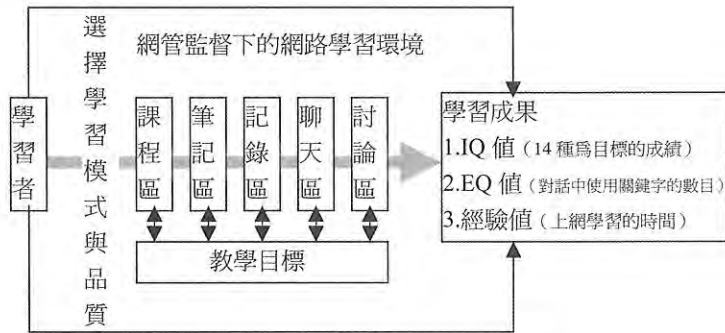 選擇學習模式與品質
網管監督下的網路學習環境
學習者
課程區
筆記區
記錄區
聊天區
討論區
教學目標
學習成果
1.IQ 值（14 種為目標的成績）
2.EQ 值（對話中使用關鍵字的數目）
3.經驗值（上網學習的時間）